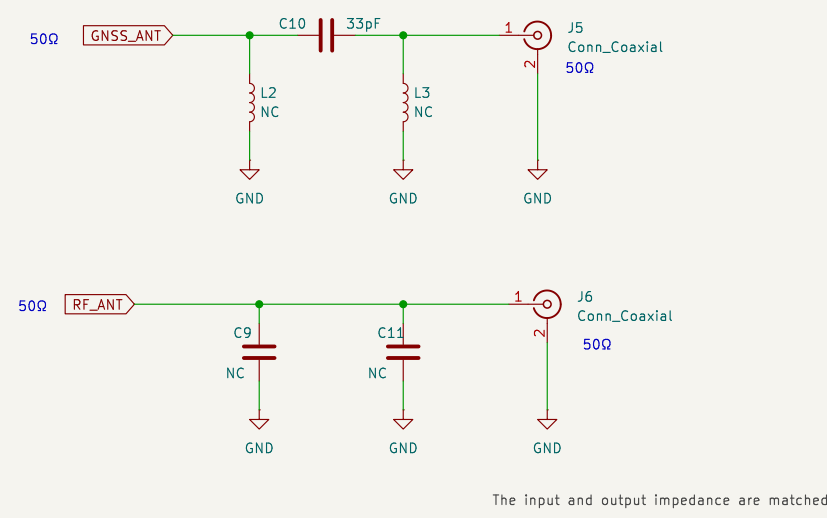 C10 33pF
50Ω GNSS_ANT 1 J5
Conn_Coaxial
2 50Ω
L2 L3
NC NC
GND GND GND
50Ω RF_ANT 1 J6
Conn_Coaxial
C9 C11 2
50Ω
NC NC
GND GND GND
The input and output impedance are matched